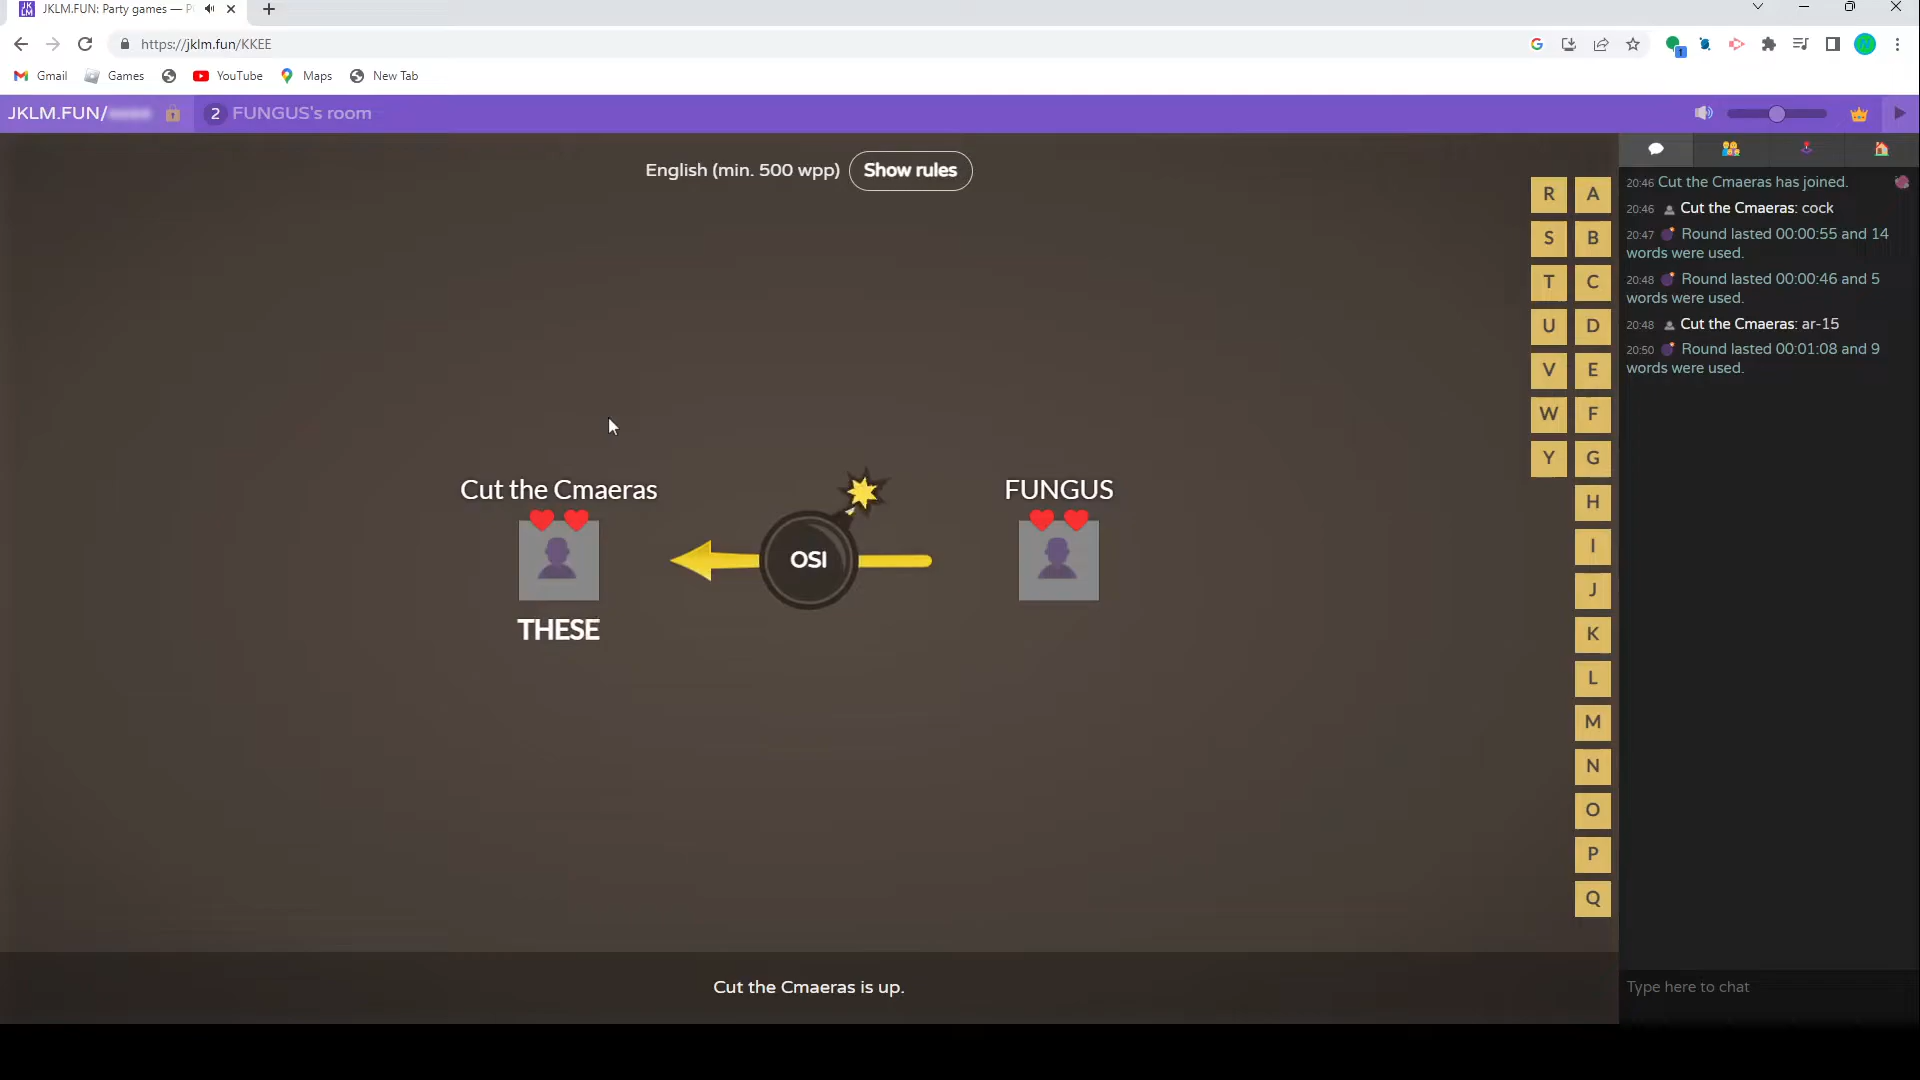 JKLM.FUN: Party games — P
https://jklm.fun/KKEE
Gmail
Games
YouTube
Maps
New Tab
JKLM.FUN/
2 FUNGUS's room
English (min. 500 wpp) Show rules
Cut the Cmaeras
FUNGUS
OSI
THESE
Cut the Cmaeras is up.
R A
S B
T C
U D
V E
W F
Y G
H
I
J
K
L
M
N
O
P
Q
20:46 Cut the Cmaeras has joined.
20:46 Cut the Cmaeras: cock
20:47 Round lasted 00:00:55 and 14
words were used.
20:48 Round lasted 00:00:46 and 5
words were used.
20:48 Cut the Cmaeras: ar-15
20:50 Round lasted 00:01:08 and 9
words were used.
Type here to chat